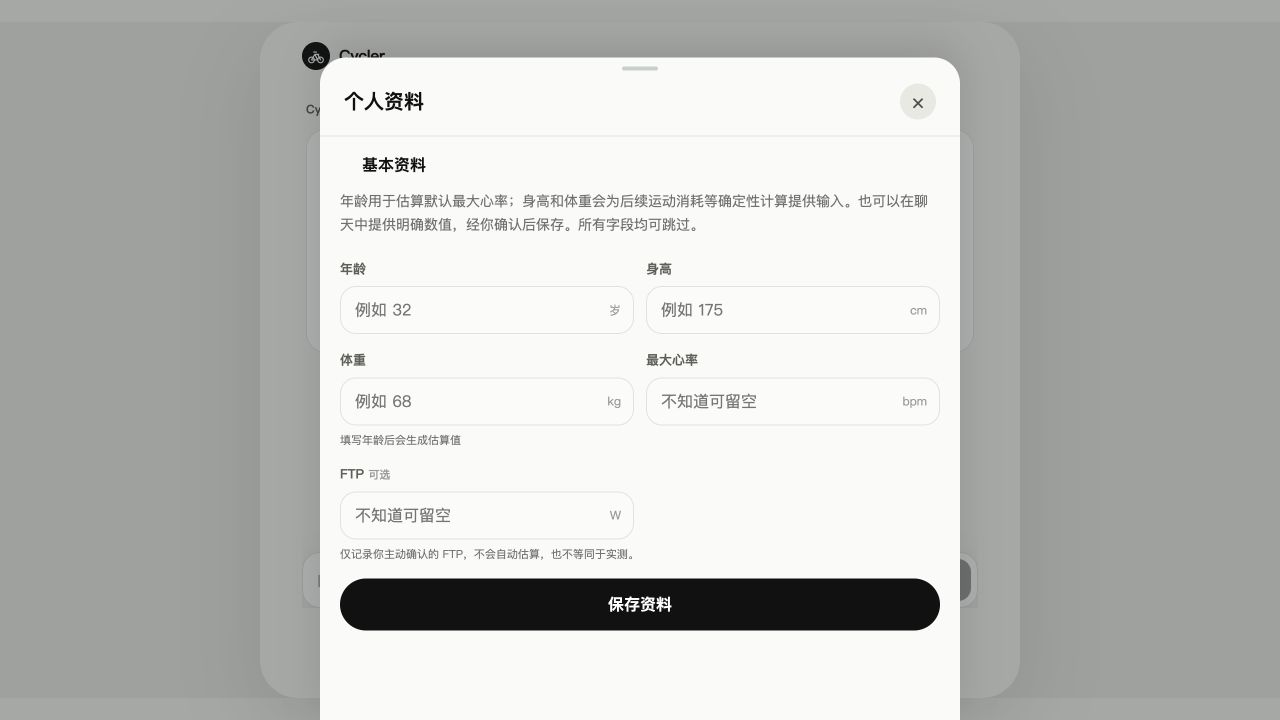 Cycler
Cy
个人资料
基本资料
年龄用于估算默认最大心率；身高和体重会为后续运动消耗等确定性计算提供输入。也可以在聊
天中提供明确数值，经你确认后保存。所有字段均可跳过。
年龄
身高
例如 32
岁
例如 175
cm
体重
最大心率
例如 68
kg
不知道可留空
bpm
填写年龄后会生成估算值
FTP 可选
不知道可留空
W
仅记录你主动确认的 FTP，不会自动估算，也不等同于实测。
保存资料